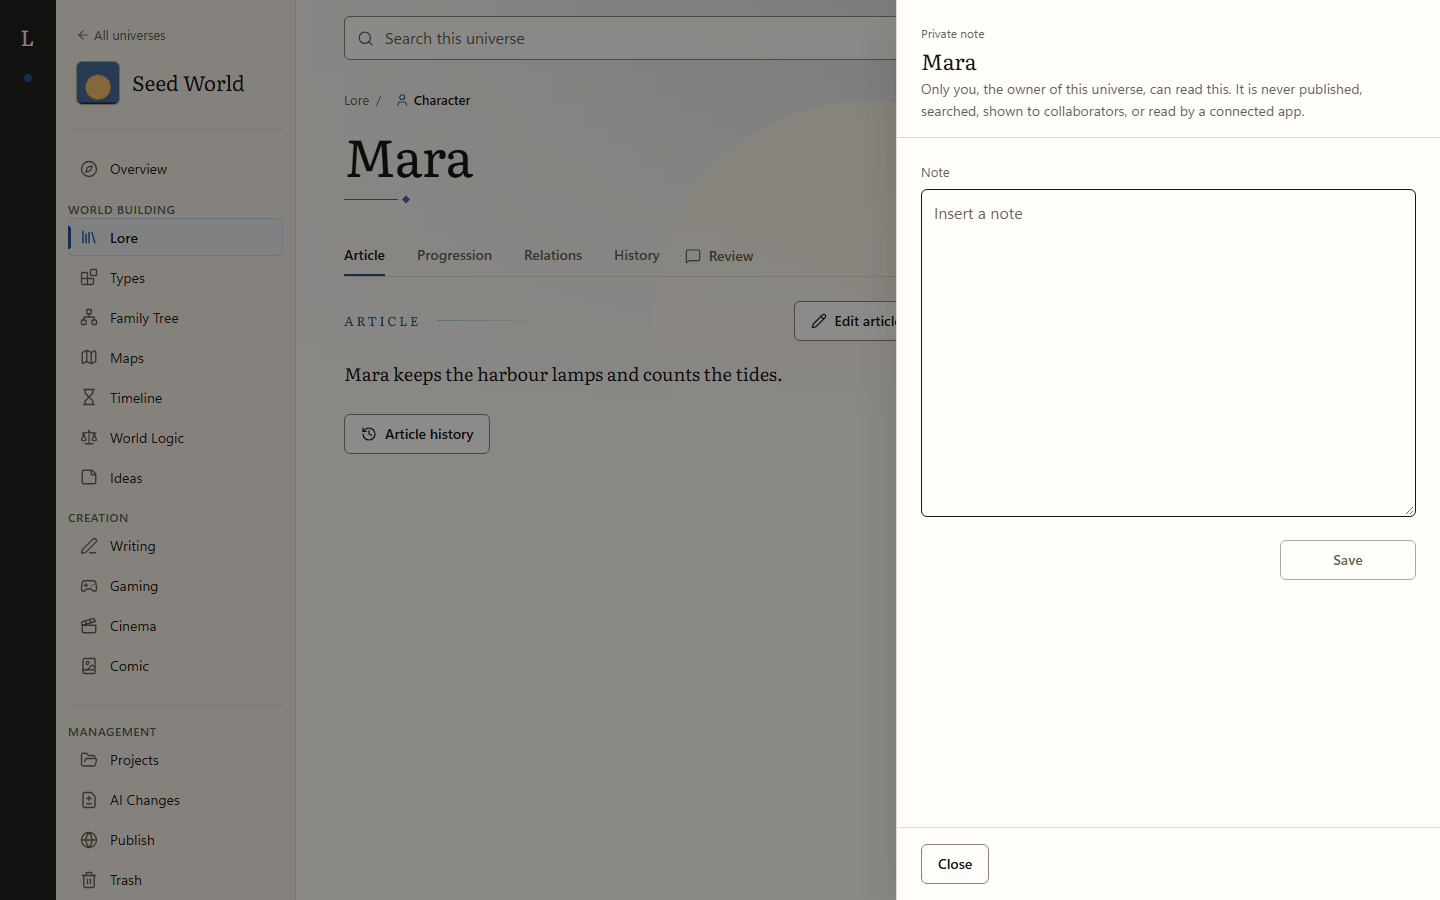 L
All universes
Seed World
Overview
WORLD BUILDING
Lore
Types
Family Tree
Maps
Timeline
World Logic
Ideas
CREATION
Writing
Gaming
Cinema
Comic
MANAGEMENT
Projects
AI Changes
Publish
Trash
Search this universe
Lore / Character
Mara
Article Progression Relations History Review
ARTICLE
Edit article
Mara keeps the harbour lamps and counts the tides.
Article history
Private note
Mara
Only you, the owner of this universe, can read this. It is never published,
searched, shown to collaborators, or read by a connected app.
Note
Insert a note
Save
Close